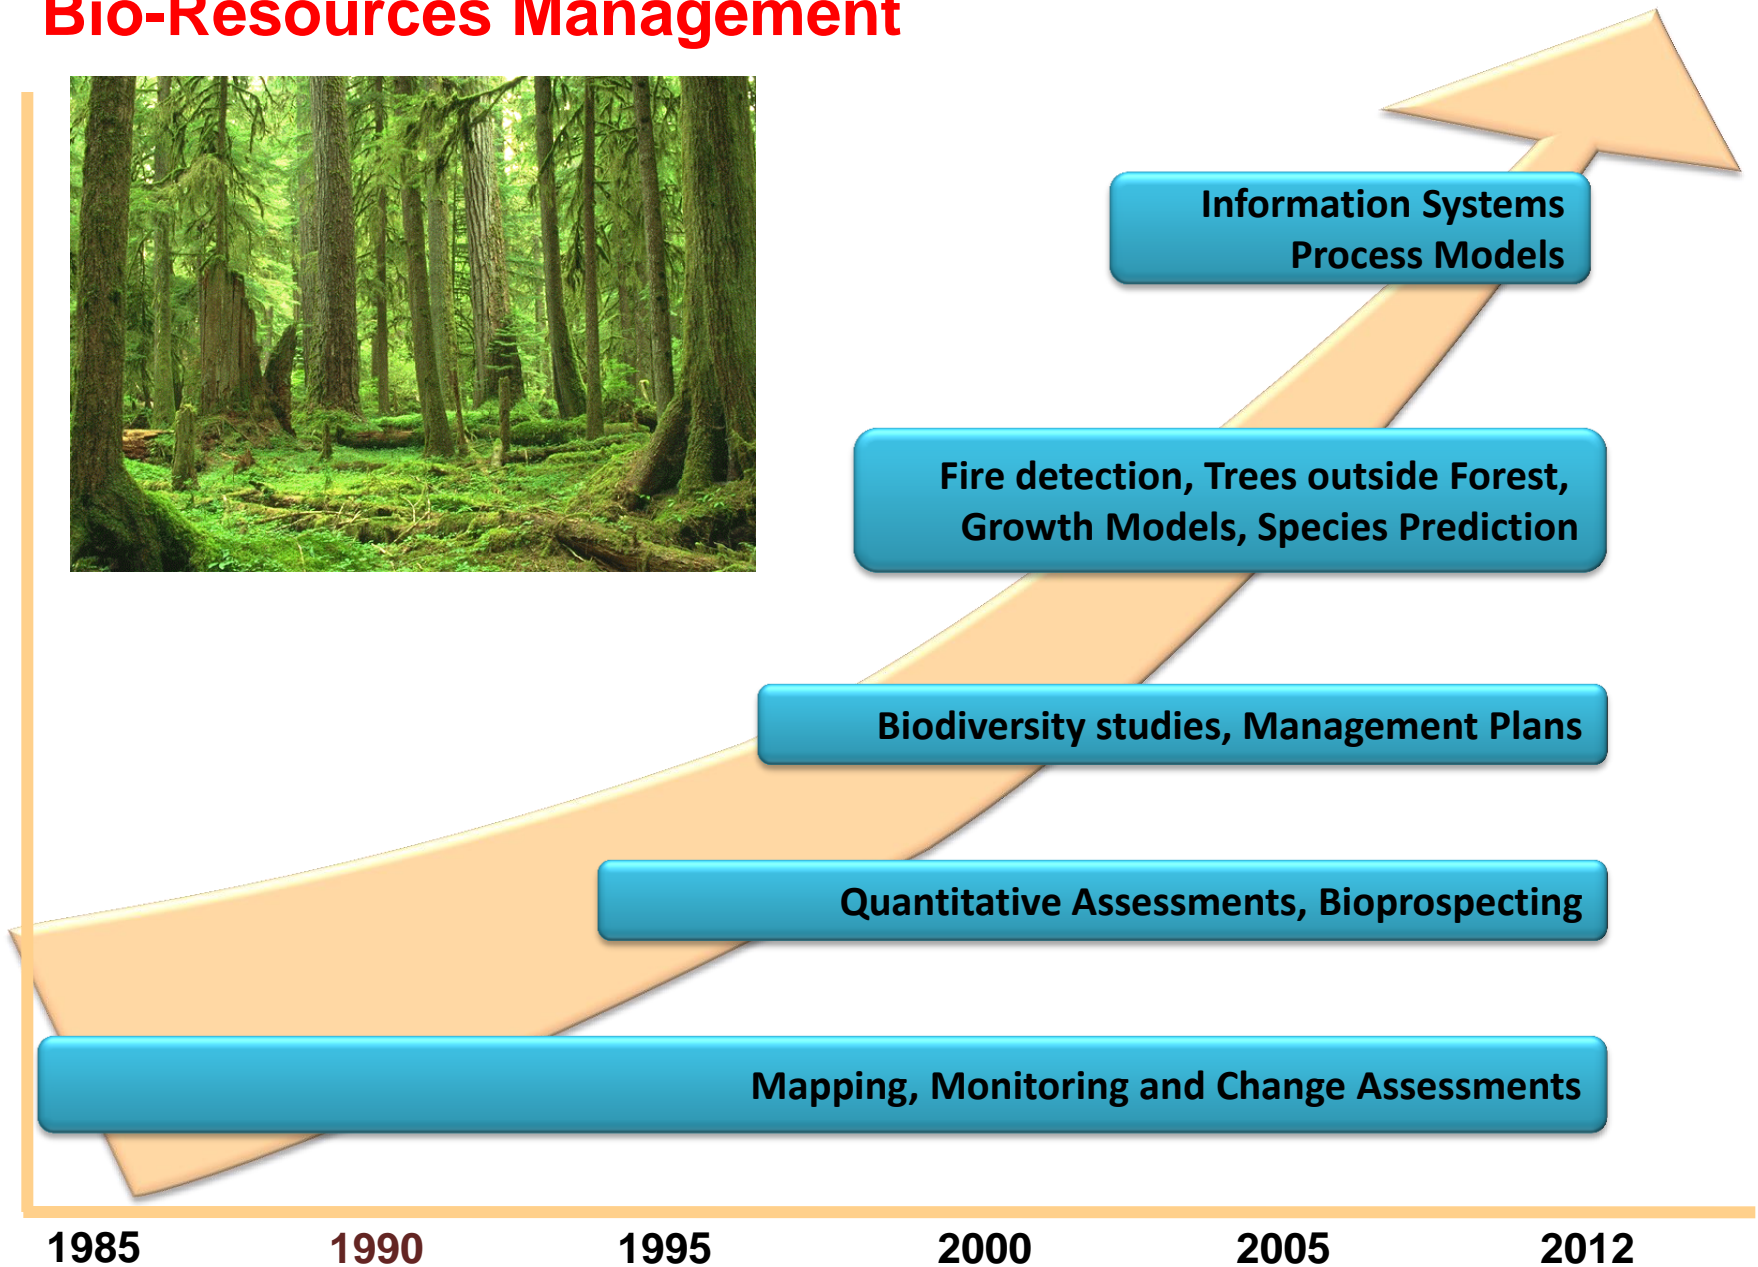 Bio-Resources Management
Information Systems
Process Models
Fire detection, Trees outside Forest,
Growth Models, Species Prediction
Biodiversity studies, Management Plans
Quantitative Assessments, Bioprospecting
Mapping, Monitoring and Change Assessments
1985 1990 1995 2000 2005 2012